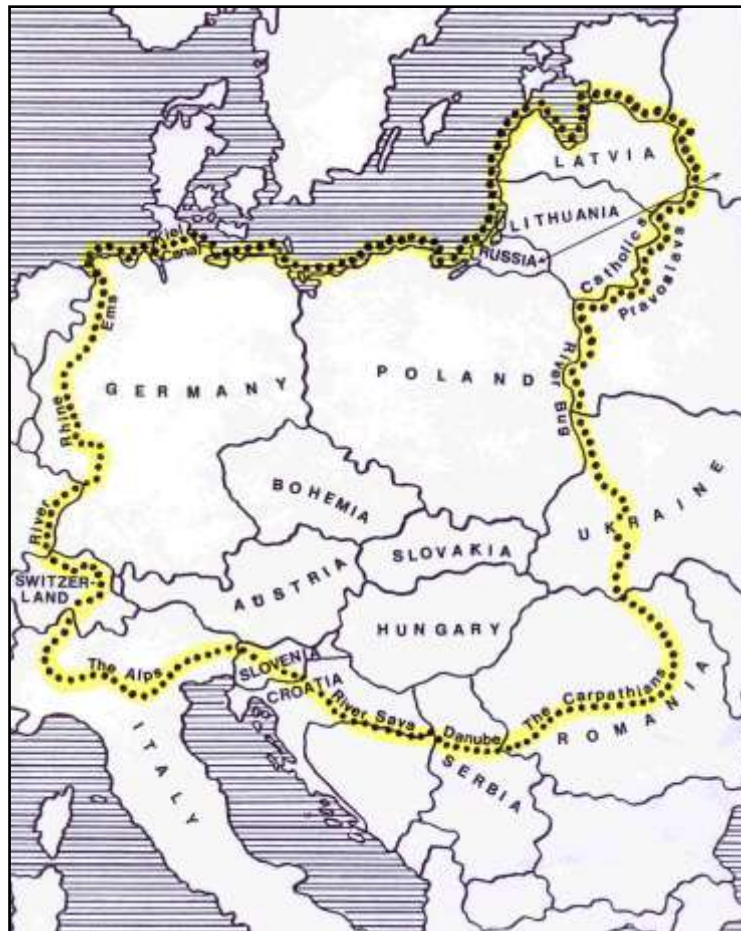 LATVIA
LITHUANIA
RUSSIA
Catholics
Pravoslavs
Kiel
Canal
Ems
River Bug
POLAND
GERMANY
Rhine
River
BOHEMIA
UKRAINE
SLOVAKIA
SWITZER-
LAND
AUSTRIA
HUNGARY
The Alps
SLOVENIA
CROATIA
River Sava
Danube
The Carpathians
ROMANIA
SERBIA
ITALY